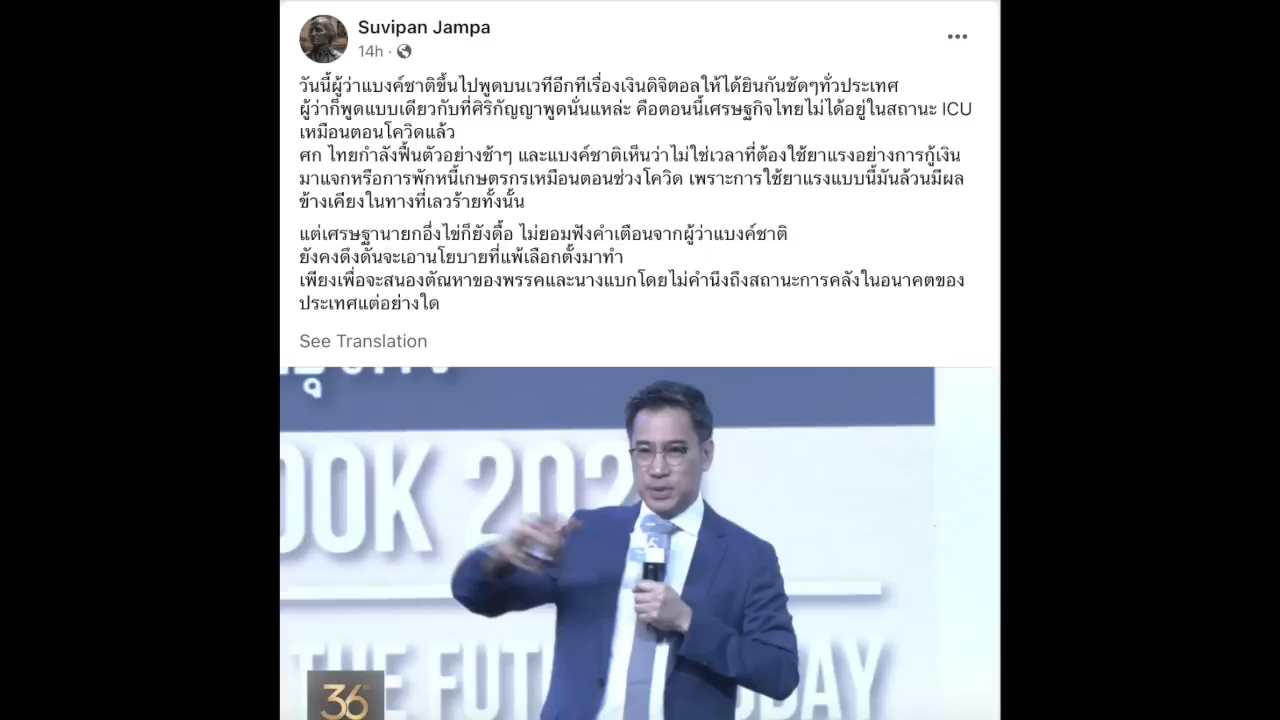 Suvipan Jampa
14h ·
วันนี้ผู้ว่าแบงค์ชาติขึ้นไปพูดบนเวทีอีกทีเรื่องเงินดิจิตอลให้ได้ยินกันชัดๆทั่วประเทศ
ผู้ว่าก็พูดแบบเดียวกับที่ศิริกัญญาพูดนั่นแหล่ะ คือตอนนี้เศรษฐกิจไทยไม่ได้อยู่ในสถานะ ICU
เหมือนตอนโควิดแล้ว
ศก ไทยกำลังฟื้นตัวอย่างช้าๆ และแบงค์ชาติเห็นว่าไม่ใช่เวลาที่ต้องใช้ยาแรงอย่างการกู้เงิน
มาแจกหรือการพักหนี้เกษตรกรเหมือนตอนช่วงโควิด เพราะการใช้ยาแรงแบบนี้มันล้วนมีผล
ข้างเคียงในทางที่เลวร้ายทั้งนั้น
แต่เศรษฐานายกอึ่งไข่ก็ยังดื้อ ไม่ยอมฟังคำเตือนจากผู้ว่าแบงค์ชาติ
ยังคงดึงดันจะเอานโยบายที่แพ้เลือกตั้งมาทำ
เพียงเพื่อจะสนองตัณหาของพรรคและนางแบกโดยไม่คำนึงถึงสถานะการคลังในอนาคตของ
ประเทศแต่อย่างใด
See Translation
OOK 202
36
THE FUT DAY
36th